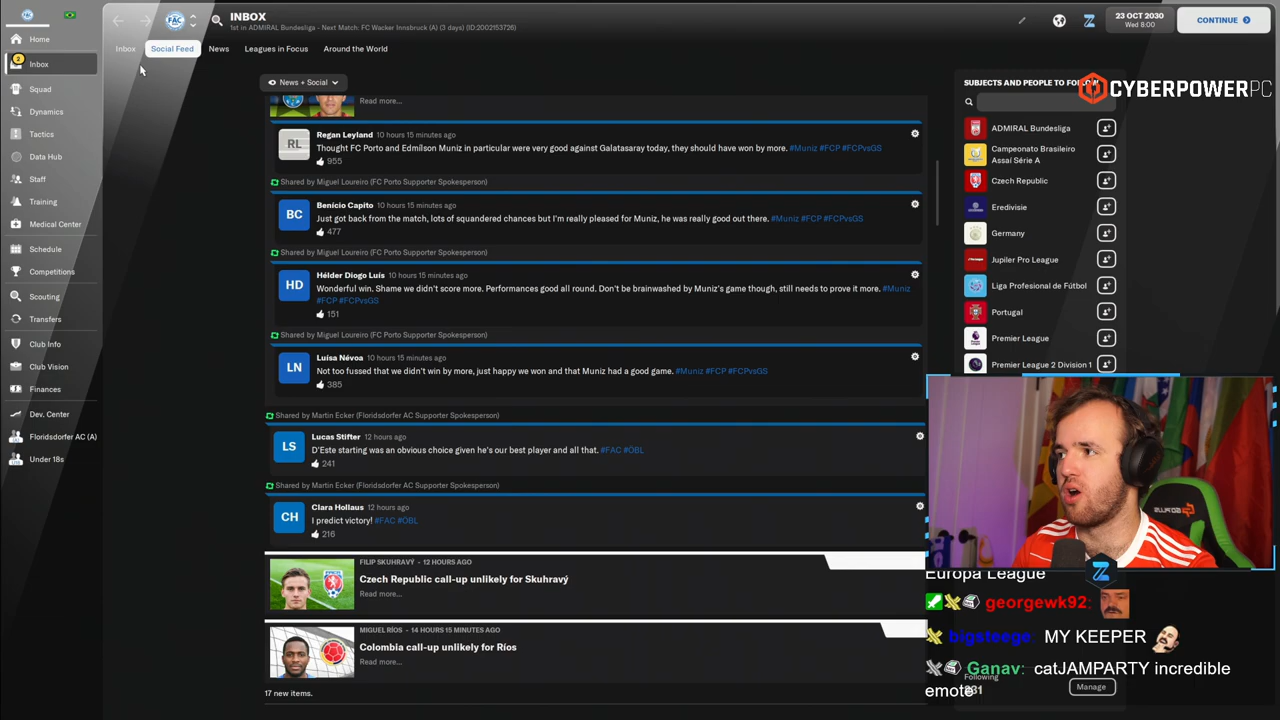 INBOX
1st in ADMIRAL Bundesliga - Next Match: FC Wacker Innsbruck (A) (3 days) (ID:2002153726)
23 OCT 2030
Wed 8:00
CONTINUE
Home
2
Inbox
Squad
Dynamics
Tactics
Data Hub
Staff
Training
Medical Center
Schedule
Competitions
Scouting
Transfers
Club Info
Club Vision
Finances
Dev. Center
Floridsdorfer AC (A)
Under 18s
Inbox
Social Feed
News
Leagues in Focus
Around the World
News + Social
Read more...
RL
Regan Leyland 10 hours 15 minutes ago
Thought FC Porto and Edmílson Muniz in particular were very good against Galatasaray today, they should have won by more. #Muniz #FCP #FCPvsGS
955
Shared by Miguel Loureiro (FC Porto Supporter Spokesperson)
BC
Benício Capito 10 hours 15 minutes ago
Just got back from the match, lots of squandered chances but I'm really pleased for Muniz, he was really good out there. #Muniz #FCP #FCPvsGS
477
Shared by Miguel Loureiro (FC Porto Supporter Spokesperson)
HD
Hélder Diogo Luís 10 hours 15 minutes ago
Wonderful win. Shame we didn't score more. Performances good all round. Don't be brainwashed by Muniz's game though, still needs to prove it more. #Muniz
#FCP #FCPvsGS
151
Shared by Miguel Loureiro (FC Porto Supporter Spokesperson)
LN
Luísa Névoa 10 hours 15 minutes ago
Not too fussed that we didn't win by more, just happy we won and that Muniz had a good game. #Muniz #FCP #FCPvsGS
385
Shared by Martin Ecker (Floridsdorfer AC Supporter Spokesperson)
LS
Lucas Stifter 12 hours ago
D'Este starting was an obvious choice given he's our best player and all that. #FAC #ÖBL
241
Shared by Martin Ecker (Floridsdorfer AC Supporter Spokesperson)
CH
Clara Hollaus 12 hours ago
I predict victory! #FAC #ÖBL
216
FILIP SKUHRAVÝ - 12 HOURS AGO
Czech Republic call-up unlikely for Skuhravý
Read more...
MIGUEL RÍOS - 14 HOURS 15 MINUTES AGO
Colombia call-up unlikely for Ríos
Read more...
17 new items.
SUBJECTS AND PEOPLE TO FOLLOW
CYBERPOWERPC
ADMIRAL Bundesliga
Campeonato Brasileiro
Assaí Série A
Czech Republic
Eredivisie
Germany
Jupiler Pro League
Liga Profesional de Fútbol
Portugal
Premier League
Premier League 2 Division 1
Europa League
georgewk92:
bigsteege: MY KEEPER
Ganav: catJAMPARTY incredible
emote
Following
Manage